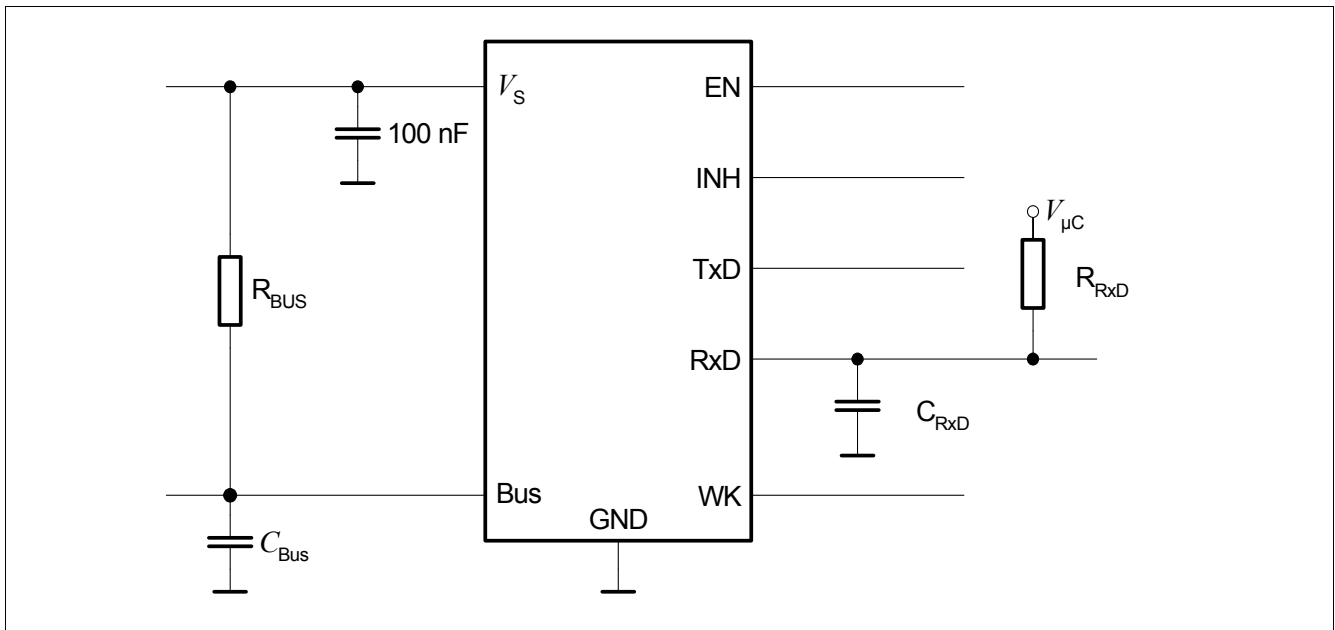 V_S
EN
100 nF
INH
V_µC
TxD
R_RxD
R_BUS
RxD
C_RxD
Bus
WK
GND
C_Bus